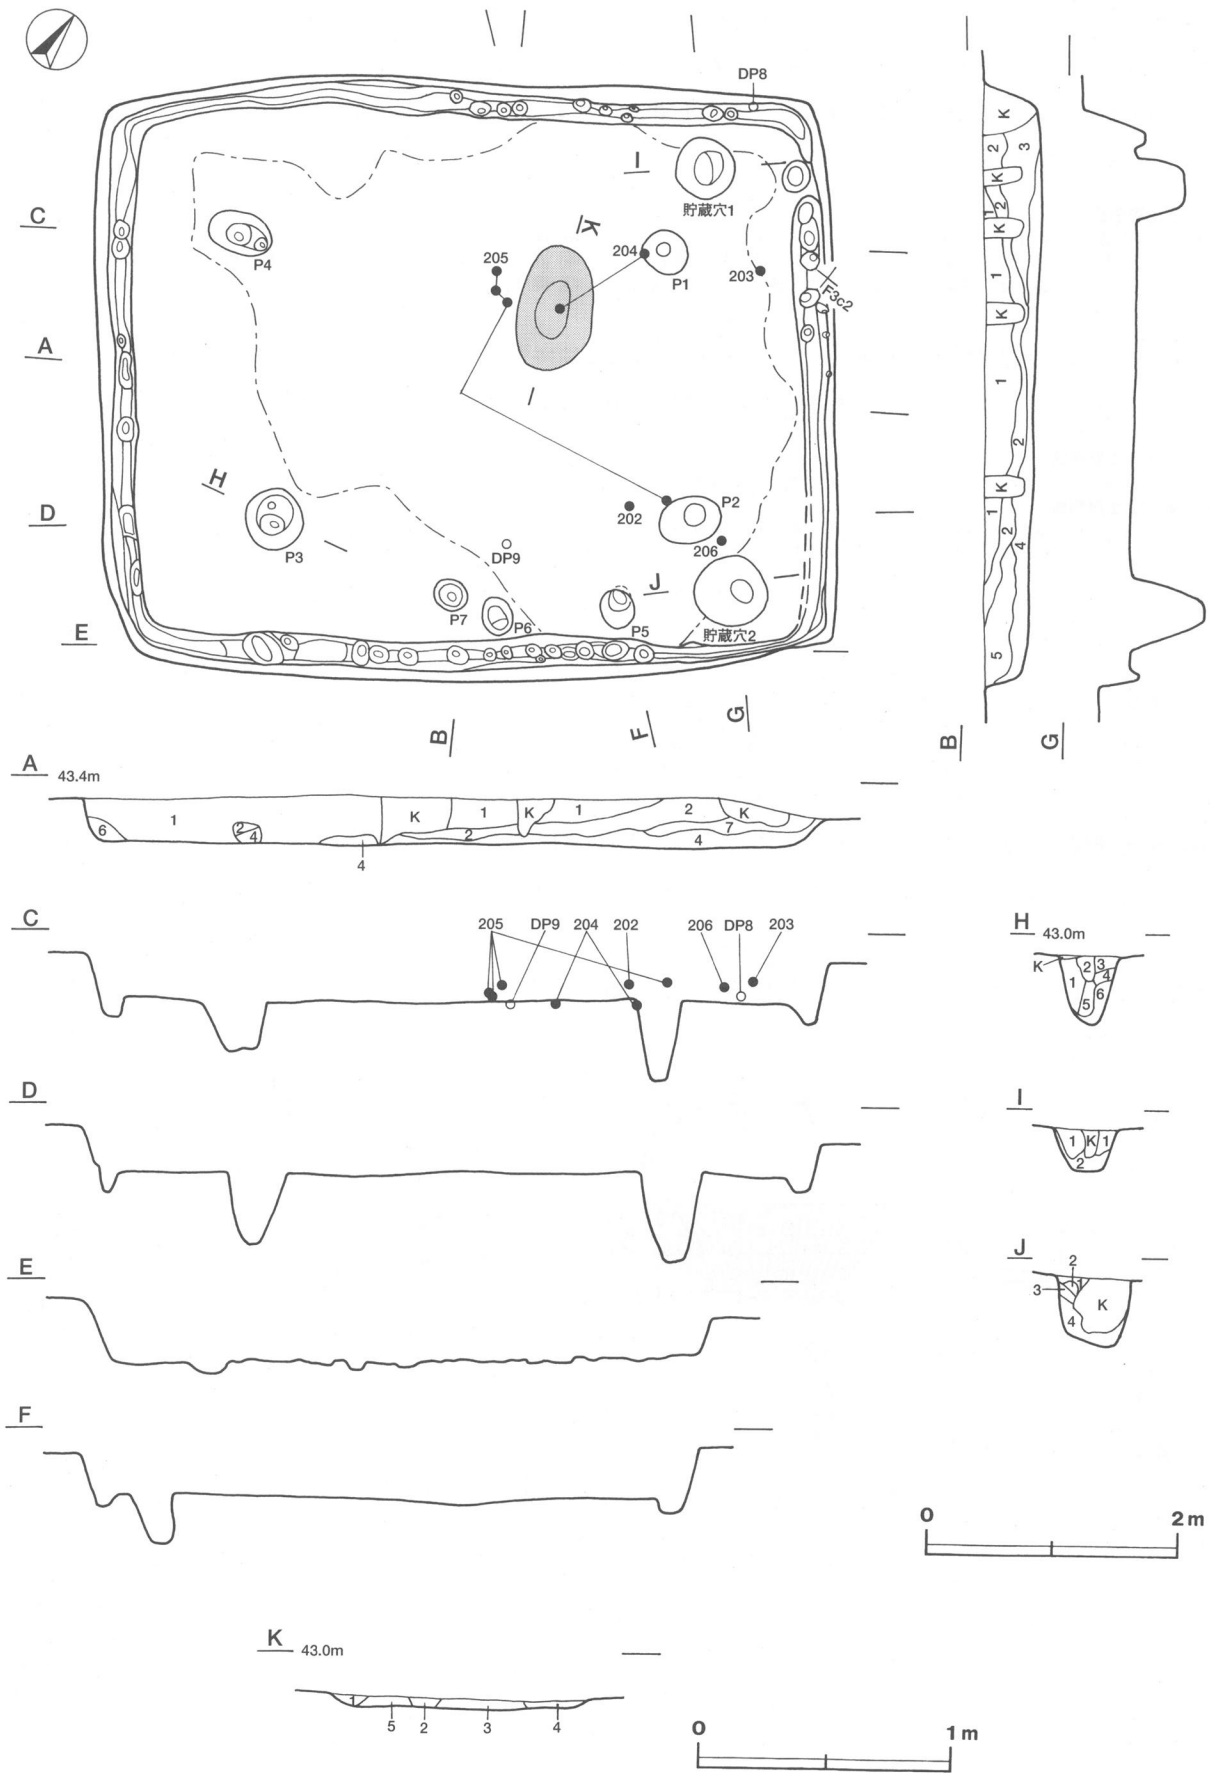 DP8
I
貯蔵穴1
C
K
P4
205
204
P1
203
F3c2
A
H
D
P3
202
P2
DP9
206
J
P7
P6
P5
貯蔵穴2
E
B
F
G
K
2
3
K
1
2
K
1
K
1
2
K
1
2
4
5
B
G
A 43.4m
6
1
2
4
4
K
2
1
K
1
2
K
7
4
C
205
DP9
204
202
206
DP8
203
H 43.0m
K
1
2
3
4
5
6
D
I
1
K
1
2
E
J
2
1
3
4
K
F
0
2m
K 43.0m
1
5
2
3
4
0
1m